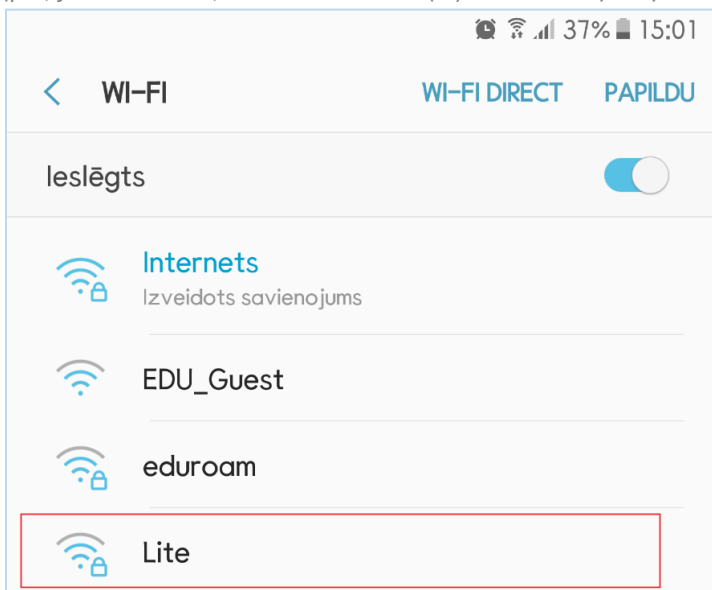 37% 15:01
WI-FI WI-FI DIRECT PAPILDU
Ieslēgts
Internets
Izveidots savienojums
EDU_Guest
eduroam
Lite